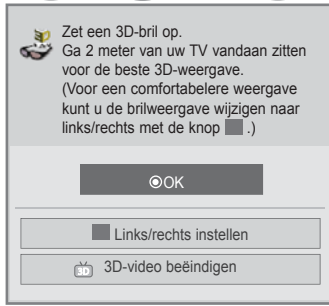 Zet een 3D-bril op.
Ga 2 meter van uw TV vandaan zitten
voor de beste 3D-weergave.
(Voor een comfortabelere weergave
kunt u de brilweergave wijzigen naar
links/rechts met de knop .)
OK
Links/rechts instellen
3D 3D-video beëindigen